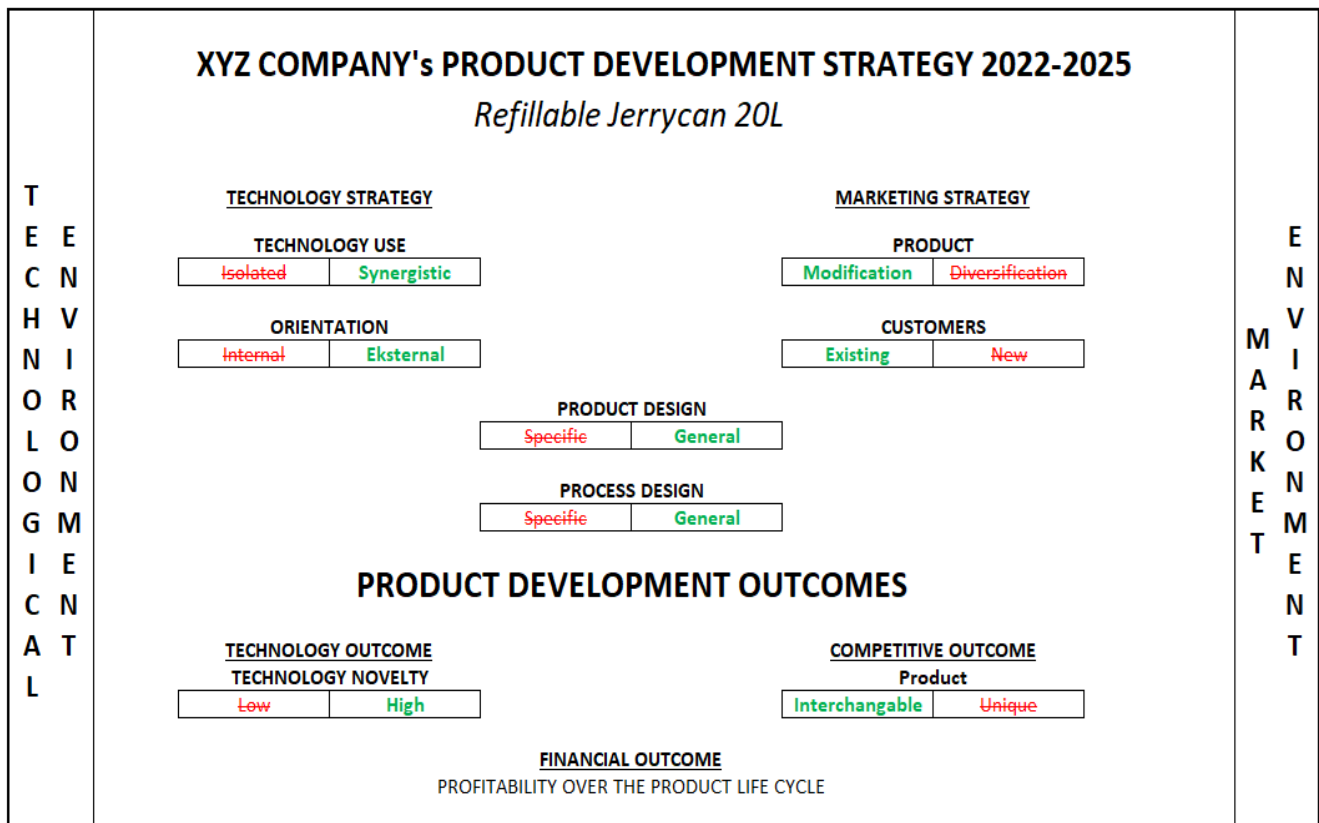 XYZ COMPANY's PRODUCT DEVELOPMENT STRATEGY 2022-2025
Refillable Jerrycan 20L
TECHNOLOGICAL
ENVIRONMENT
TECHNOLOGY STRATEGY
TECHNOLOGY USE
Isolated Synergistic
ORIENTATION
Internal Eksternal
MARKETING STRATEGY
PRODUCT
Modification Diversification
CUSTOMERS
Existing New
PRODUCT DESIGN
Specific General
PROCESS DESIGN
Specific General
PRODUCT DEVELOPMENT OUTCOMES
TECHNOLOGY OUTCOME
TECHNOLOGY NOVELTY
Low High
COMPETITIVE OUTCOME
Product
Interchangable Unique
FINANCIAL OUTCOME
PROFITABILITY OVER THE PRODUCT LIFE CYCLE
MARKET
ENVIRONMENT